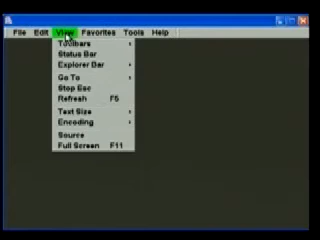 File Edit View Favorites Tools Help
Toolbars
Status Bar
Explorer Bar
Go To
Stop Esc
Refresh F5
Text Size
Encoding
Source
Full Screen F11